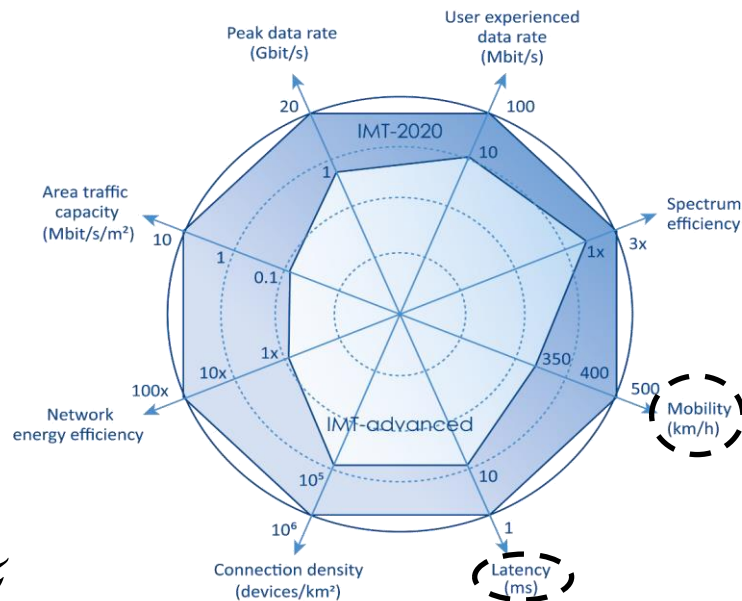 User experienced
data rate
(Mbit/s)
Peak data rate
(Gbit/s)
20
100
IMT-2020
1
10
Area traffic
capacity
(Mbit/s/m²)
Spectrum
efficiency
10
1
0.1
1x
3x
1x
10x
100x
350
400
500
Network
energy efficiency
Mobility
(km/h)
IMT-advanced
10⁵
10
10⁶
1
Connection density
(devices/km²)
Latency
(ms)